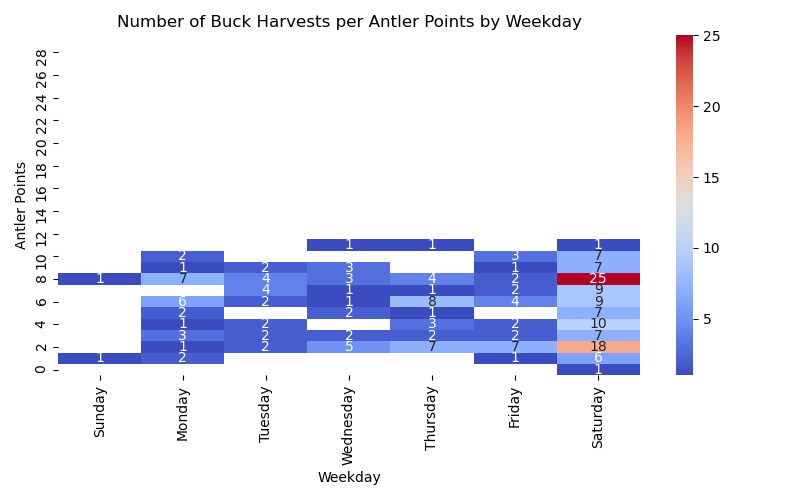 Number of Buck Harvests per Antler Points by Weekday
Antler Points
28
26
24
22
20
18
16
14
12
10
8
6
4
2
0
1 1 1
2 3 7
1 2 3 1 7
1 7 4 3 4 2 25
4 1 1 2 9
6 2 1 8 4 9
2 2 1 7
1 2 3 2 10
3 2 2 2 2 7
1 2 5 7 7 18
1 2 1 6
1
Sunday
Monday
Tuesday
Wednesday
Thursday
Friday
Saturday
Weekday
25
20
15
10
5